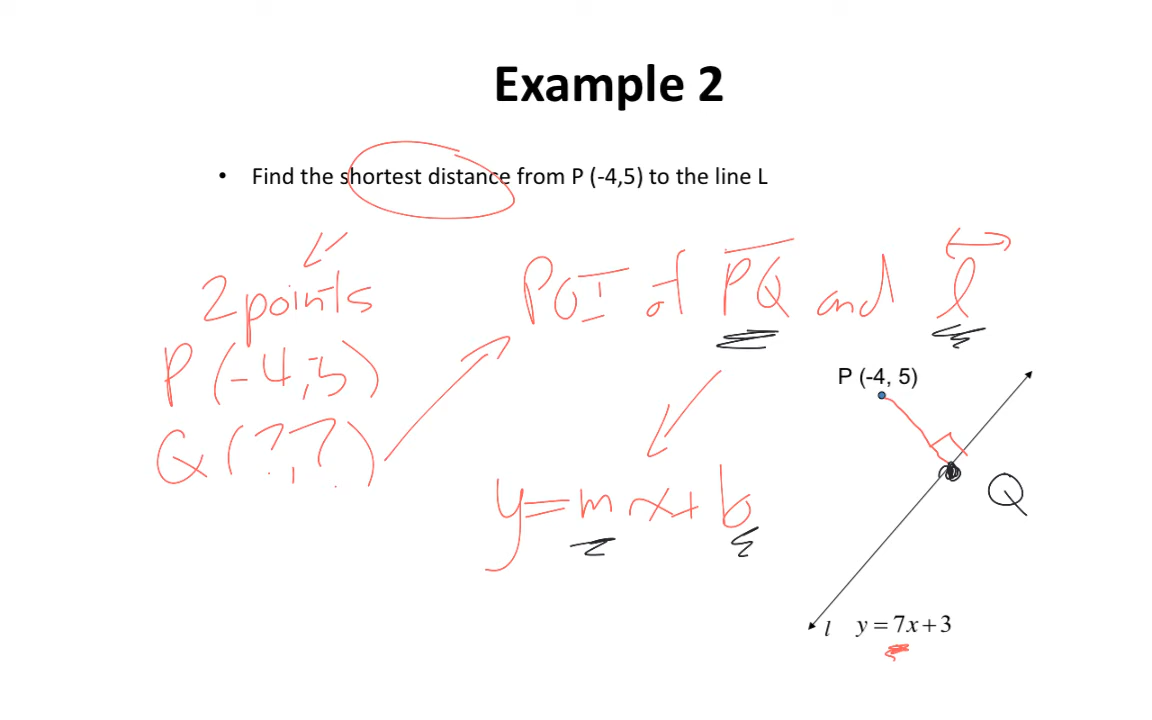 Example 2
• Find the shortest distance from P (-4,5) to the line L
2 points
P (-4,5)
Q (?,?)
POI of PQ and l
y=mx+b
P (-4, 5)
Q
l y=7x+3